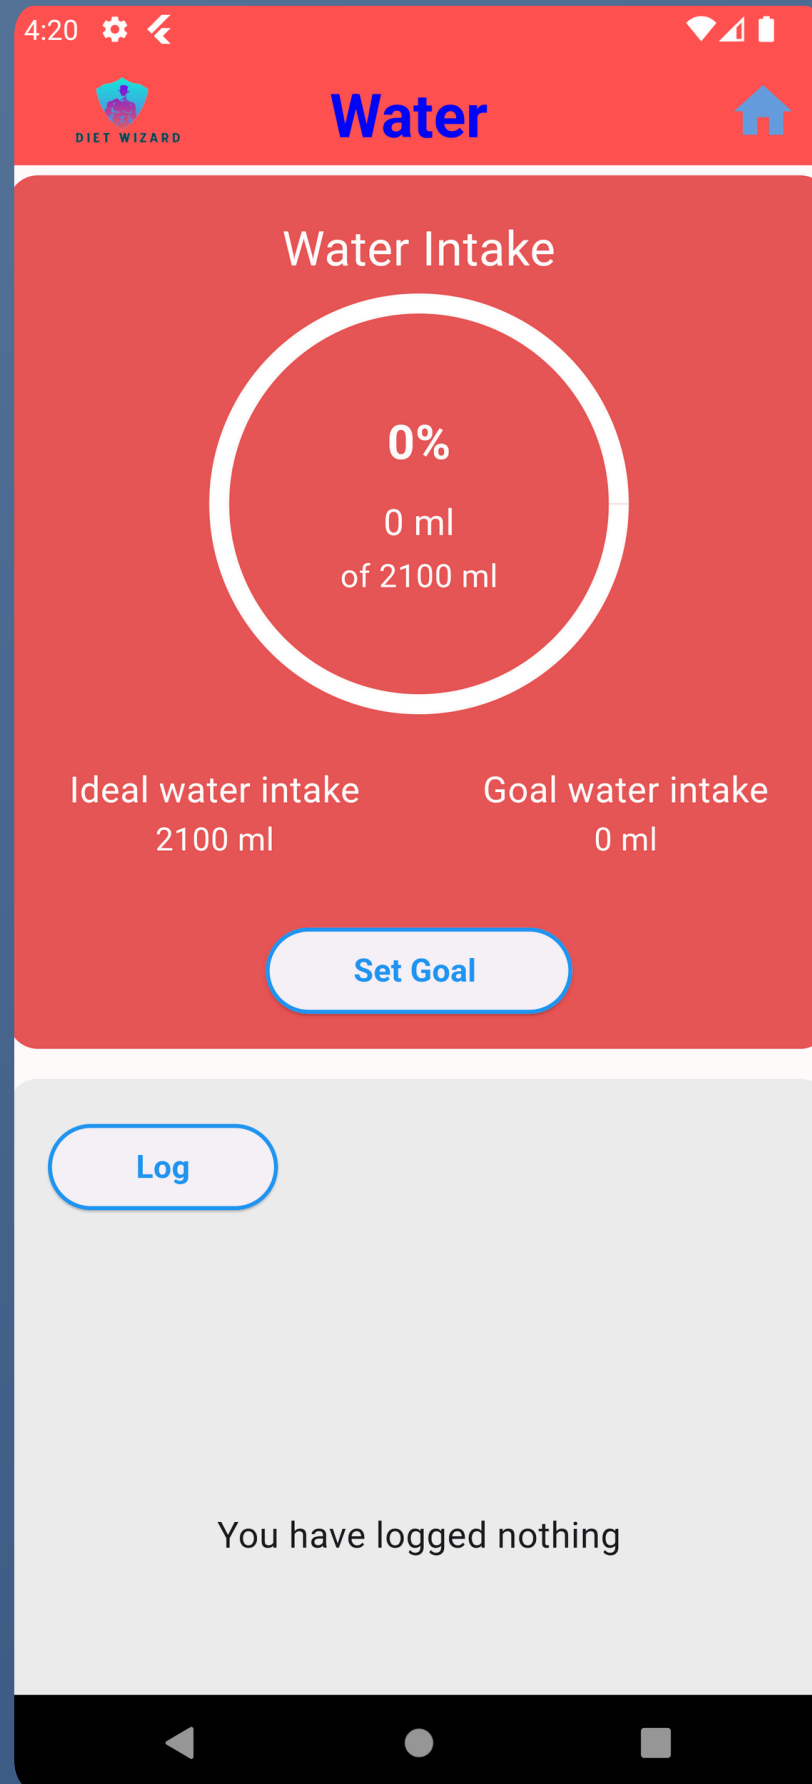 4:20
DIET WIZARD
Water
Water Intake
0%
0 ml
of 2100 ml
Ideal water intake
Goal water intake
2100 ml
0 ml
Set Goal
Log
You have logged nothing